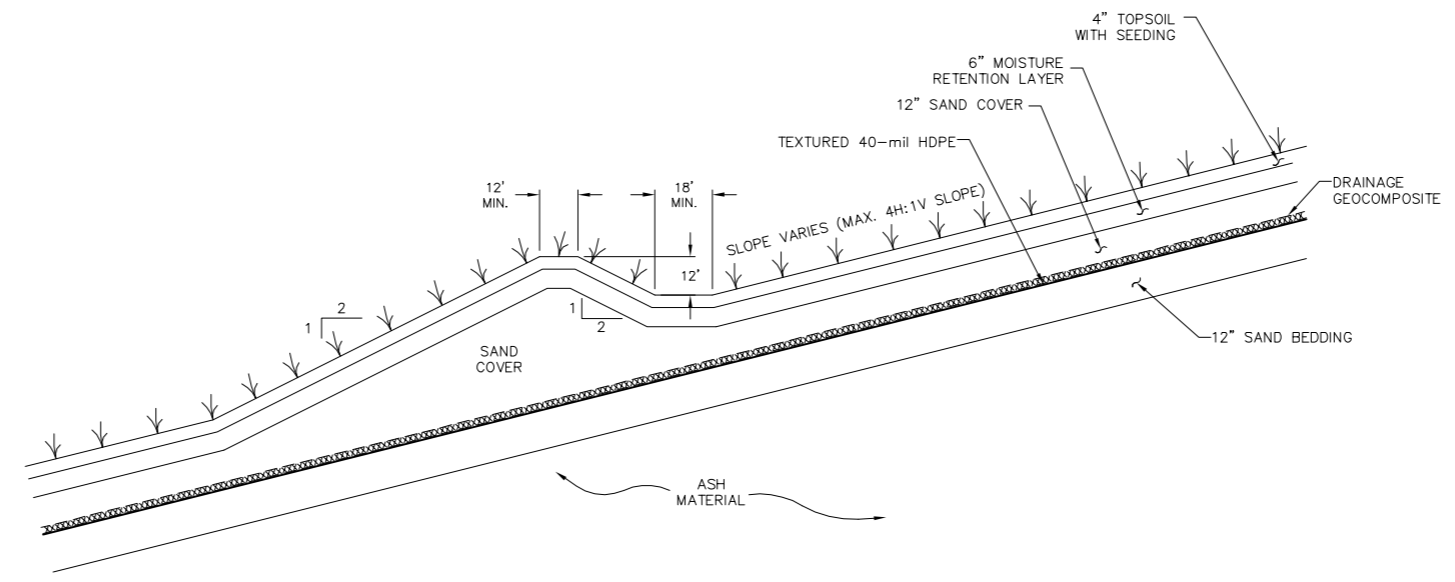 4" TOPSOIL
WITH SEEDING
6" MOISTURE
RETENTION LAYER
12" SAND COVER
TEXTURED 40-mil HDPE
DRAINAGE
GEOCOMPOSITE
12'
MIN.
18'
MIN.
SLOPE VARIES (MAX. 4H:1V SLOPE)
12'
2
1
1
2
SAND
COVER
12" SAND BEDDING
ASH
MATERIAL